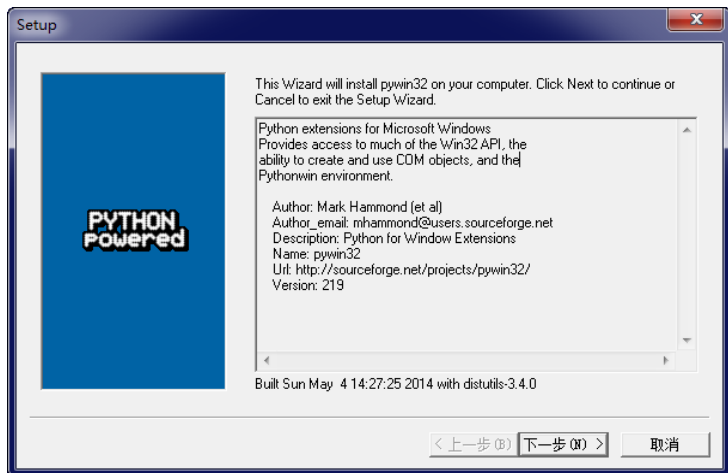 Setup
This Wizard will install pywin32 on your computer. Click Next to continue or
Cancel to exit the Setup Wizard.
Python extensions for Microsoft Windows
Provides access to much of the Win32 API, the
ability to create and use COM objects, and the
Pythonwin environment.
Author: Mark Hammond (et al)
Author_email: mhammond@users.sourceforge.net
Description: Python for Window Extensions
Name: pywin32
Url: http://sourceforge.net/projects/pywin32/
Version: 219
PYTHON
Powered
Built Sun May  4 14:27:25 2014 with distutils-3.4.0
< 上一步(B)
下一步(N) >
取消